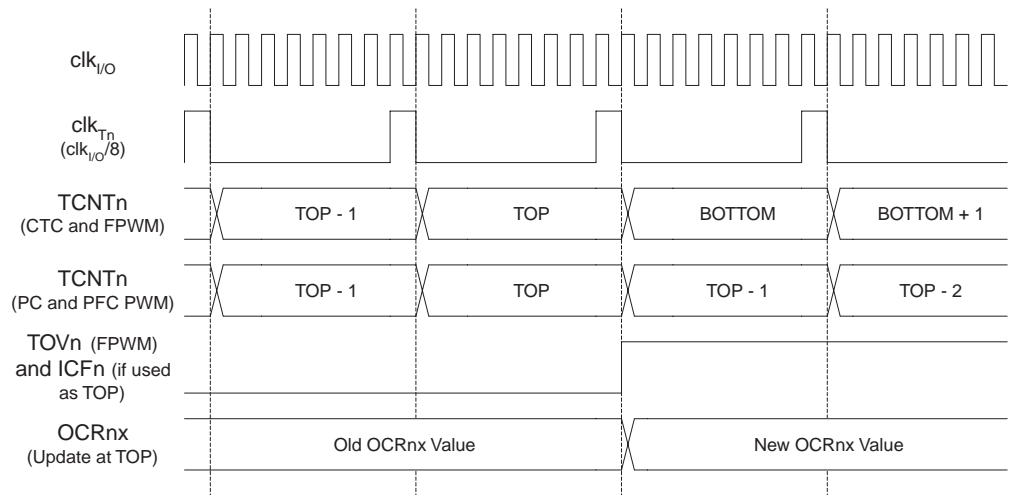 clkI/O
clkTn
(clkI/O/8)
TCNTn
(CTC and FPWM)
TOP - 1
TOP
BOTTOM
BOTTOM + 1
TCNTn
(PC and PFC PWM)
TOP - 1
TOP
TOP - 1
TOP - 2
TOVn (FPWM)
and ICFn (if used
as TOP)
OCRnx
(Update at TOP)
Old OCRnx Value
New OCRnx Value